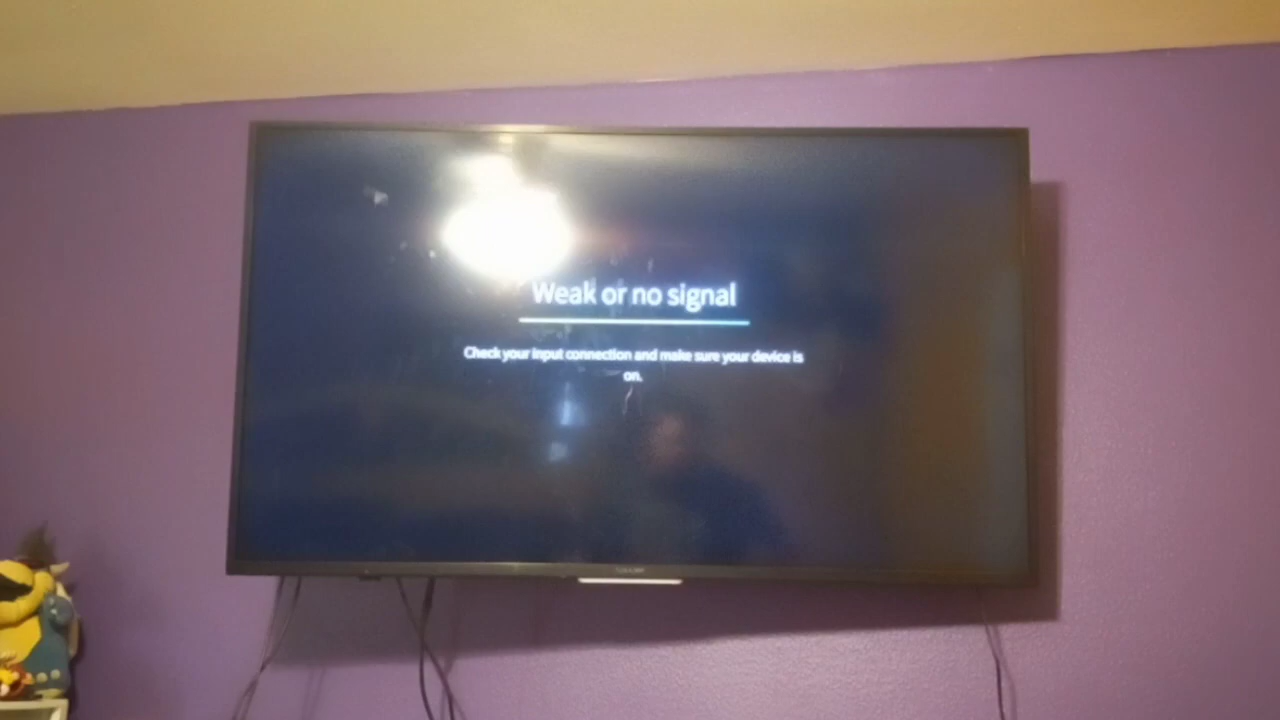 Weak or no signal
Check your input connection and make sure your device is
on.